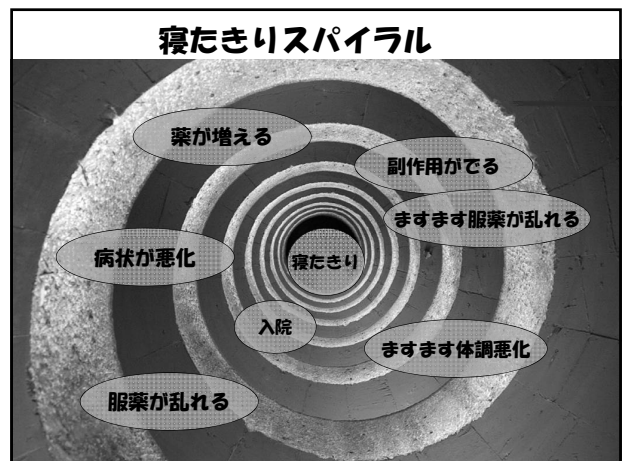 寝たきりスパイラル
薬が増える
副作用がでる
ますます服薬が乱れる
病状が悪化
寝たきり
入院
ますます体調悪化
服薬が乱れる